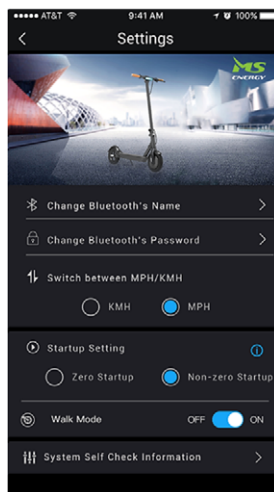 ●●●●● AT&T 9:41 AM 100%
Settings
MS
ENERGY
Change Bluetooth's Name
Change Bluetooth's Password
Switch between MPH/KMH
KMH MPH
Startup Setting
Zero Startup Non-zero Startup
Walk Mode OFF ON
System Self Check Information